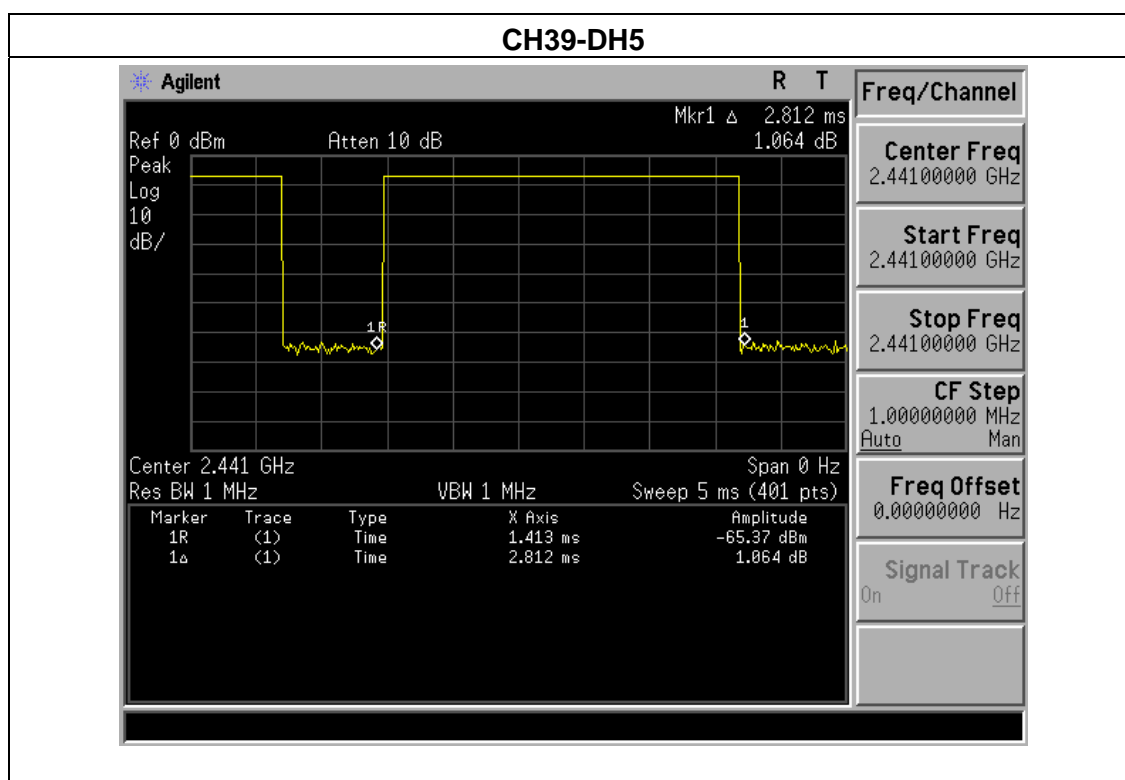 CH39-DH5
Agilent R T
Freq/Channel
Mkr1 Δ 2.812 ms
Ref 0 dBm Atten 10 dB 1.064 dB
Peak
Log
10
dB/
1R
1
Center 2.441 GHz Span 0 Hz
Res BW 1 MHz VBW 1 MHz Sweep 5 ms (401 pts)
Marker Trace Type X Axis Amplitude
1R (1) Time 1.413 ms -65.37 dBm
1Δ (1) Time 2.812 ms 1.064 dB
Center Freq
2.44100000 GHz
Start Freq
2.44100000 GHz
Stop Freq
2.44100000 GHz
CF Step
1.00000000 MHz
Auto Man
Freq Offset
0.00000000 Hz
Signal Track
On Off